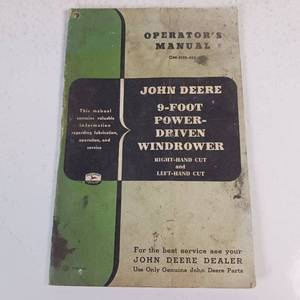 OPERATOR'S
MANUAL
JOHN DEERE
9-FOOT
POWER-
DRIVEN
WINDROWER
RIGHT-HAND CUT
and
LEFT-HAND CUT
This manual
contains valuable
information
regarding lubrication,
operation, and
service
For the best service see your
JOHN DEERE DEALER
Use Only Genuine John Deere Parts